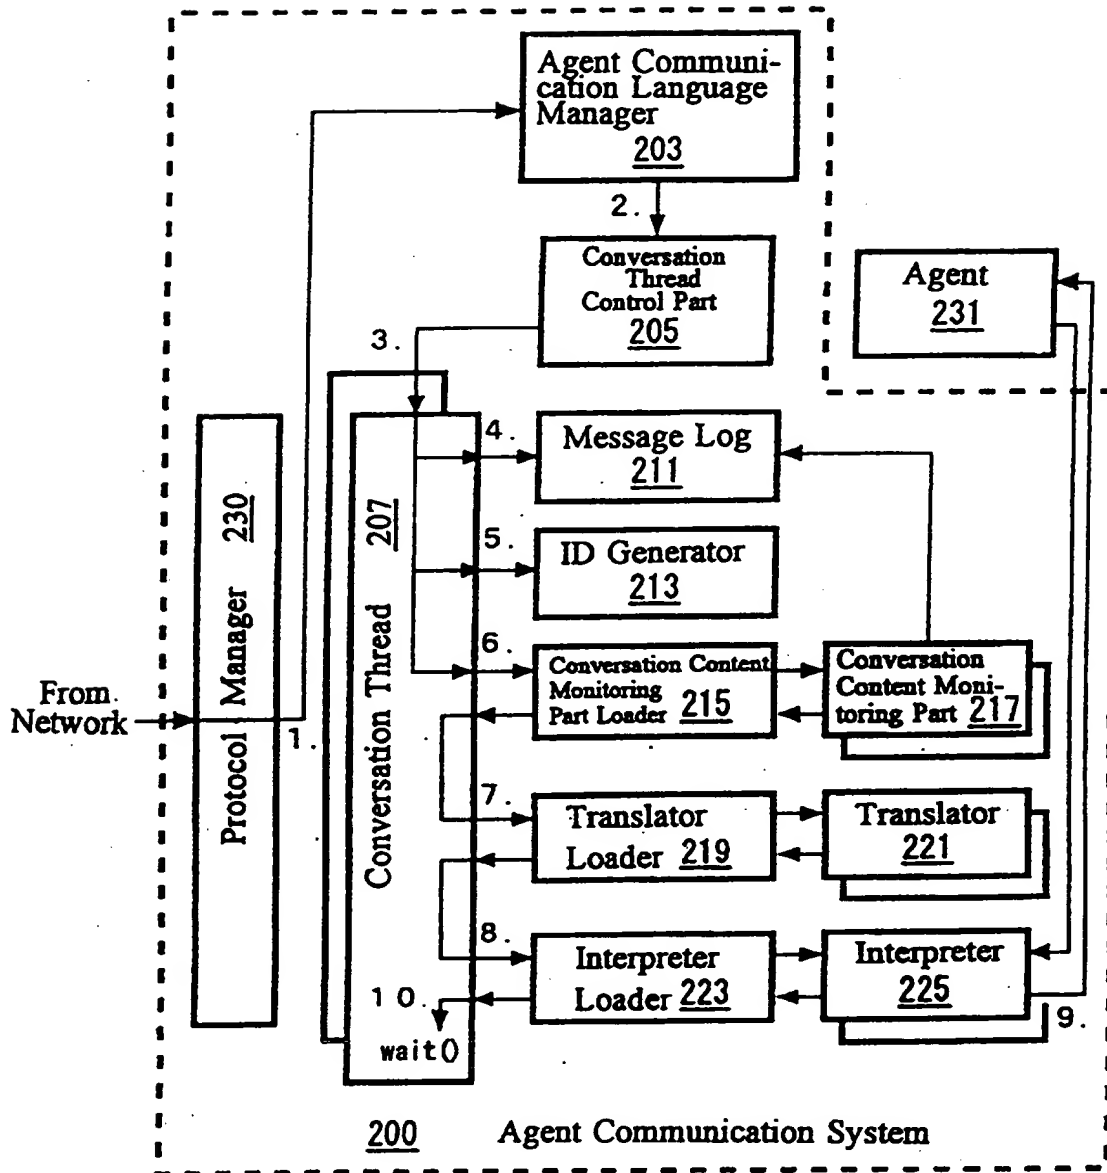 Agent Communi-
cation Language
Manager
203
2.
Conversation
Thread
Control Part
205
Agent
231
3.
4.
Message Log
211
5.
ID Generator
213
6.
Conversation Content
Monitoring
Part Loader 215
Conversation
Content Moni-
toring Part 217
From
Network
1.
Protocol Manager 230
Conversation Thread 207
7.
Translator
Loader 219
Translator
221
8.
Interpreter
Loader 223
Interpreter
225
9.
10.
wait()
200 Agent Communication System